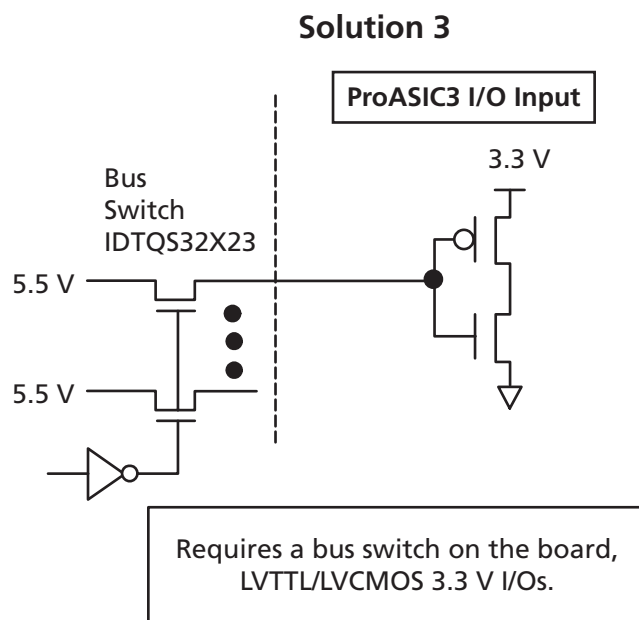 Solution 3
ProASIC3 I/O Input
3.3 V
Bus
Switch
IDTQS32X23
5.5 V
5.5 V
Requires a bus switch on the board,
LVTTL/LVCMOS 3.3 V I/Os.